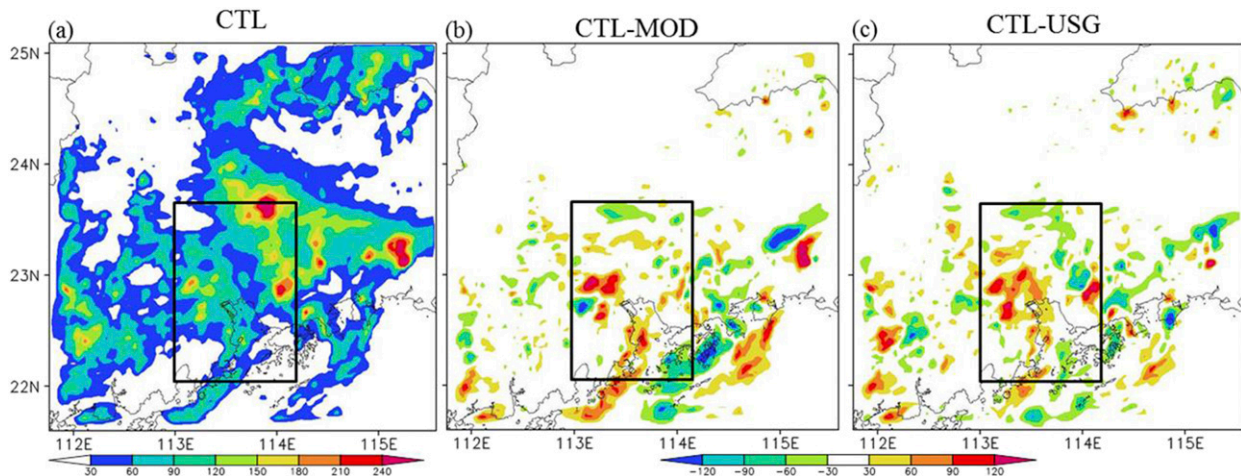 CTL CTL-MOD CTL-USG
(a) (b) (c)
25N
24N
23N
22N
112E 113E 114E 115E 112E 113E 114E 115E 112E 113E 114E 115E
30 60 90 120 150 180 210 240 -120 -90 -60 -30 30 60 90 120